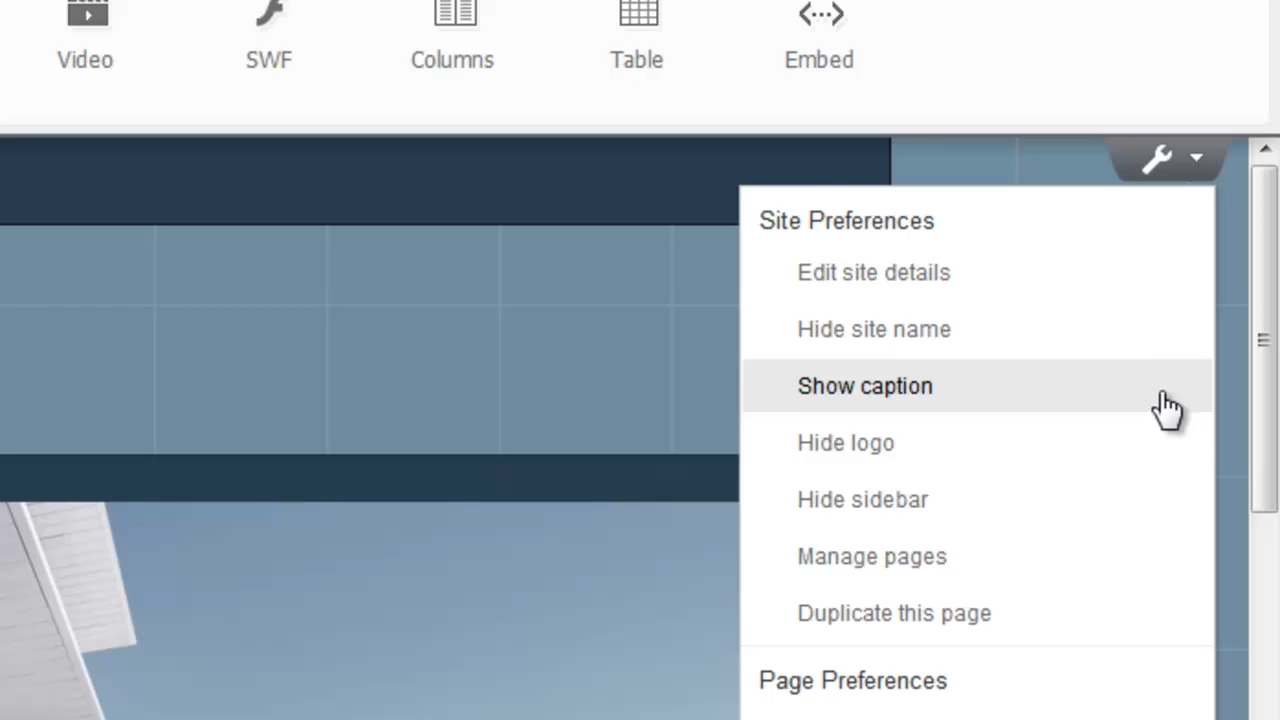 Video
SWF
Columns
Table
Embed
Site Preferences
Edit site details
Hide site name
Show caption
Hide logo
Hide sidebar
Manage pages
Duplicate this page
Page Preferences